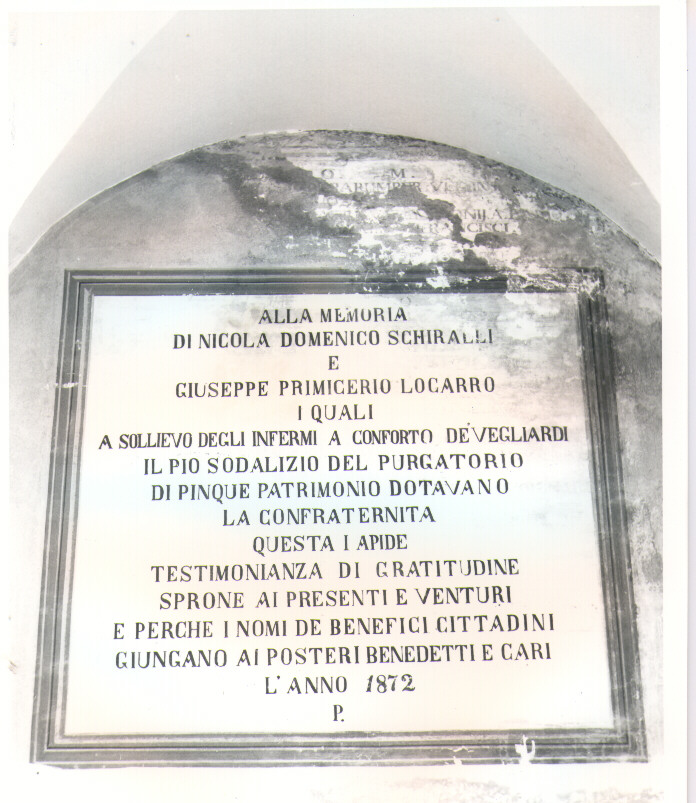 O. M.
FRANCISCI
ALLA MEMORIA
DI NICOLA DOMENICO SCHIRALLI
E
GIUSEPPE PRIMICERIO LOCARRO
I QUALI
A SOLLIEVO DEGLI INFERMI A CONFORTO DE' VEGLIARDI
IL PIO SODALIZIO DEL PURGATORIO
DI PINQUE PATRIMONIO DOTAVANO
LA CONFRATERNITA
QUESTA I APIDE
TESTIMONIANZA DI GRATITUDINE
SPRONE AI PRESENTI E VENTURI
E PERCHE I NOMI DE BENEFICI CITTADINI
GIUNGANO AI POSTERI BENEDETTI E CARI
L'ANNO 1872
P.